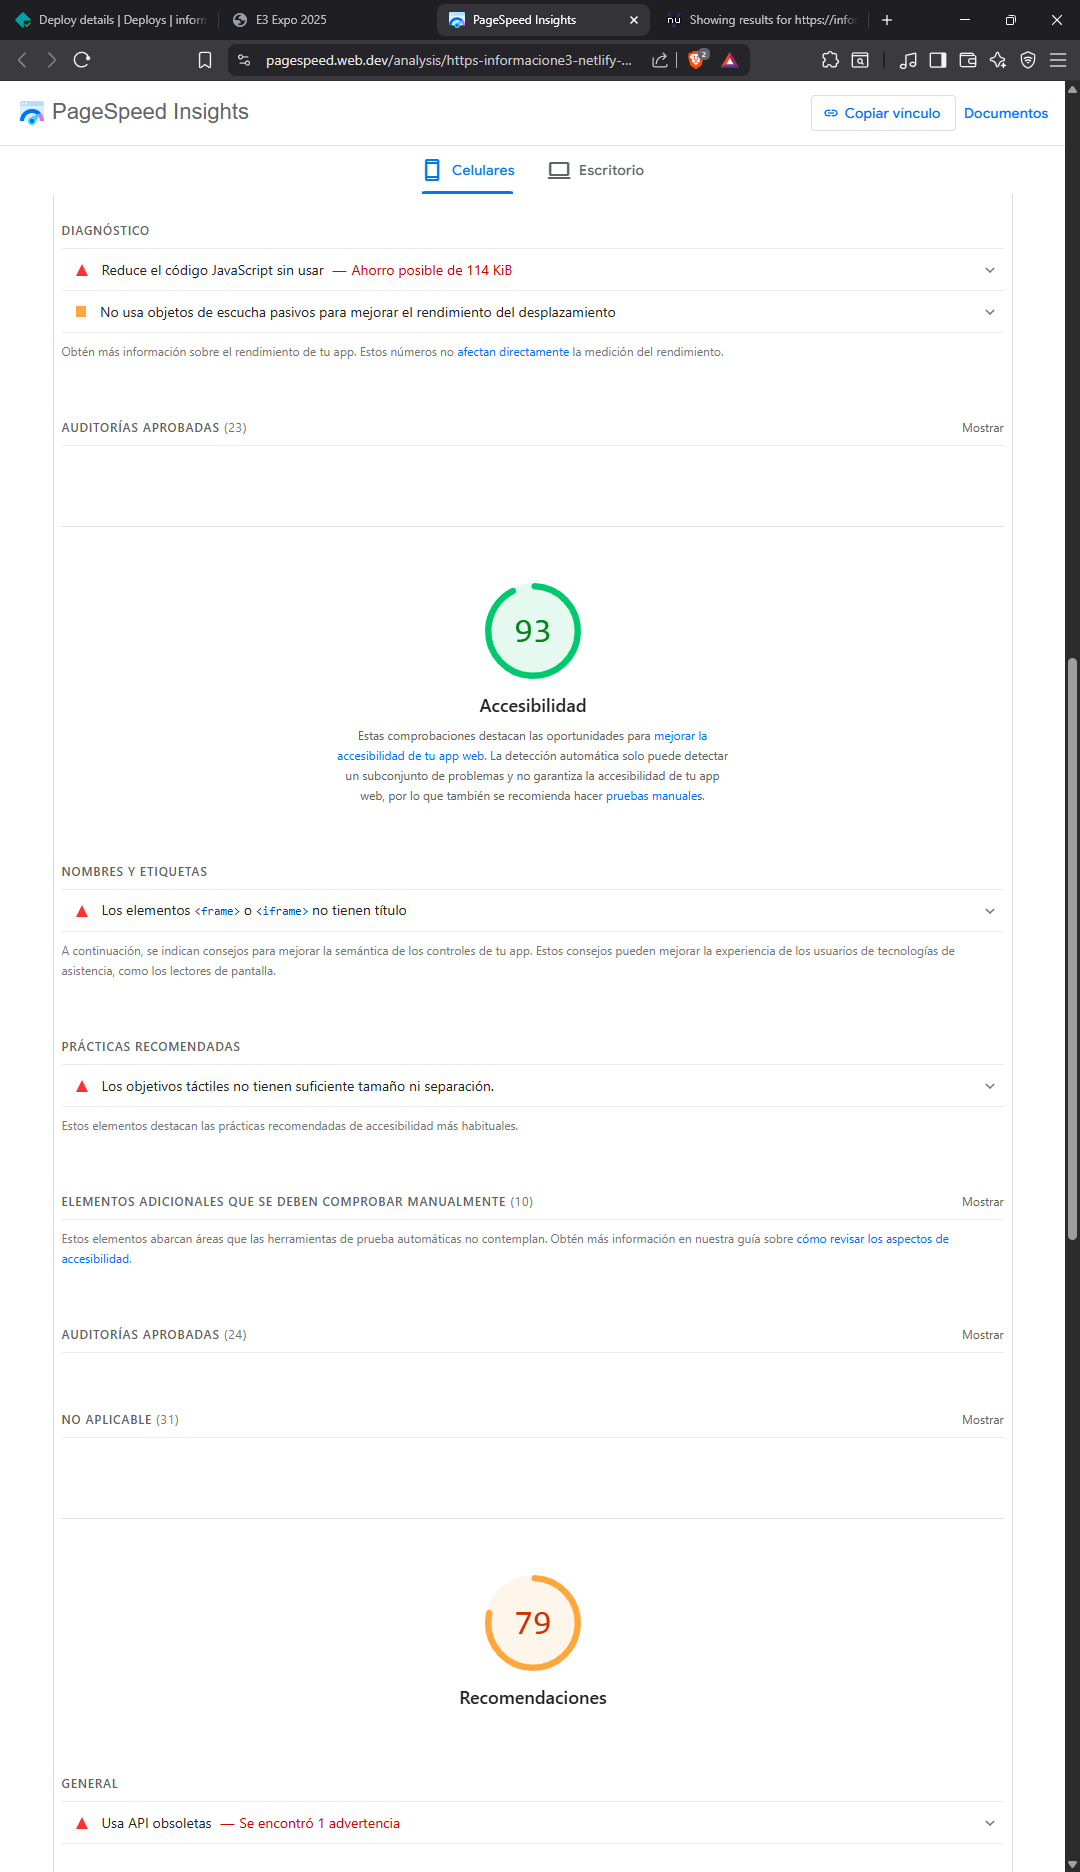 Deploy details | Deploys | inform
E3 Expo 2025
PageSpeed Insights
Showing results for https://info
pagespeed.web.dev/analysis/https-informacione3-netlify-...
2
PageSpeed Insights
Copiar vínculo
Documentos
Celulares
Escritorio
DIAGNÓSTICO
Reduce el código JavaScript sin usar — Ahorro posible de 114 KiB
No usa objetos de escucha pasivos para mejorar el rendimiento del desplazamiento
Obtén más información sobre el rendimiento de tu app. Estos números no afectan directamente la medición del rendimiento.
AUDITORÍAS APROBADAS (23)
Mostrar
93
Accesibilidad
Estas comprobaciones destacan las oportunidades para mejorar la
accesibilidad de tu app web. La detección automática solo puede detectar
un subconjunto de problemas y no garantiza la accesibilidad de tu app
web, por lo que también se recomienda hacer pruebas manuales.
NOMBRES Y ETIQUETAS
Los elementos <frame> o <iframe> no tienen título
A continuación, se indican consejos para mejorar la semántica de los controles de tu app. Estos consejos pueden mejorar la experiencia de los usuarios de tecnologías de
asistencia, como los lectores de pantalla.
PRÁCTICAS RECOMENDADAS
Los objetivos táctiles no tienen suficiente tamaño ni separación.
Estos elementos destacan las prácticas recomendadas de accesibilidad más habituales.
ELEMENTOS ADICIONALES QUE SE DEBEN COMPROBAR MANUALMENTE (10)
Mostrar
Estos elementos abarcan áreas que las herramientas de prueba automáticas no contemplan. Obtén más información en nuestra guía sobre cómo revisar los aspectos de
accesibilidad.
AUDITORÍAS APROBADAS (24)
Mostrar
NO APLICABLE (31)
Mostrar
79
Recomendaciones
GENERAL
Usa API obsoletas — Se encontró 1 advertencia